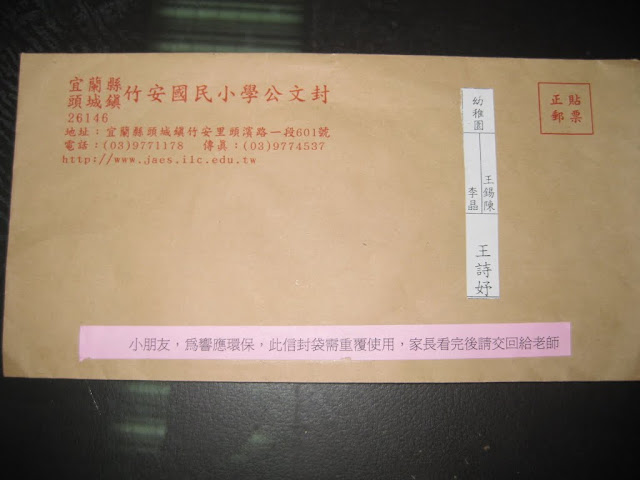 宜蘭縣
頭城鎮
竹安國民小學公文封
26146
地址：宜蘭縣頭城鎮竹安里頭濱路一段601號
電話：(03)9771178 傳真：(03)9774537
http://www.jaes.ilc.edu.tw
貼票
正郵
幼稚園
王錫陳
李晶
王詩妤
小朋友，為響應環保，此信封袋需重覆使用，家長看完後請交回給老師